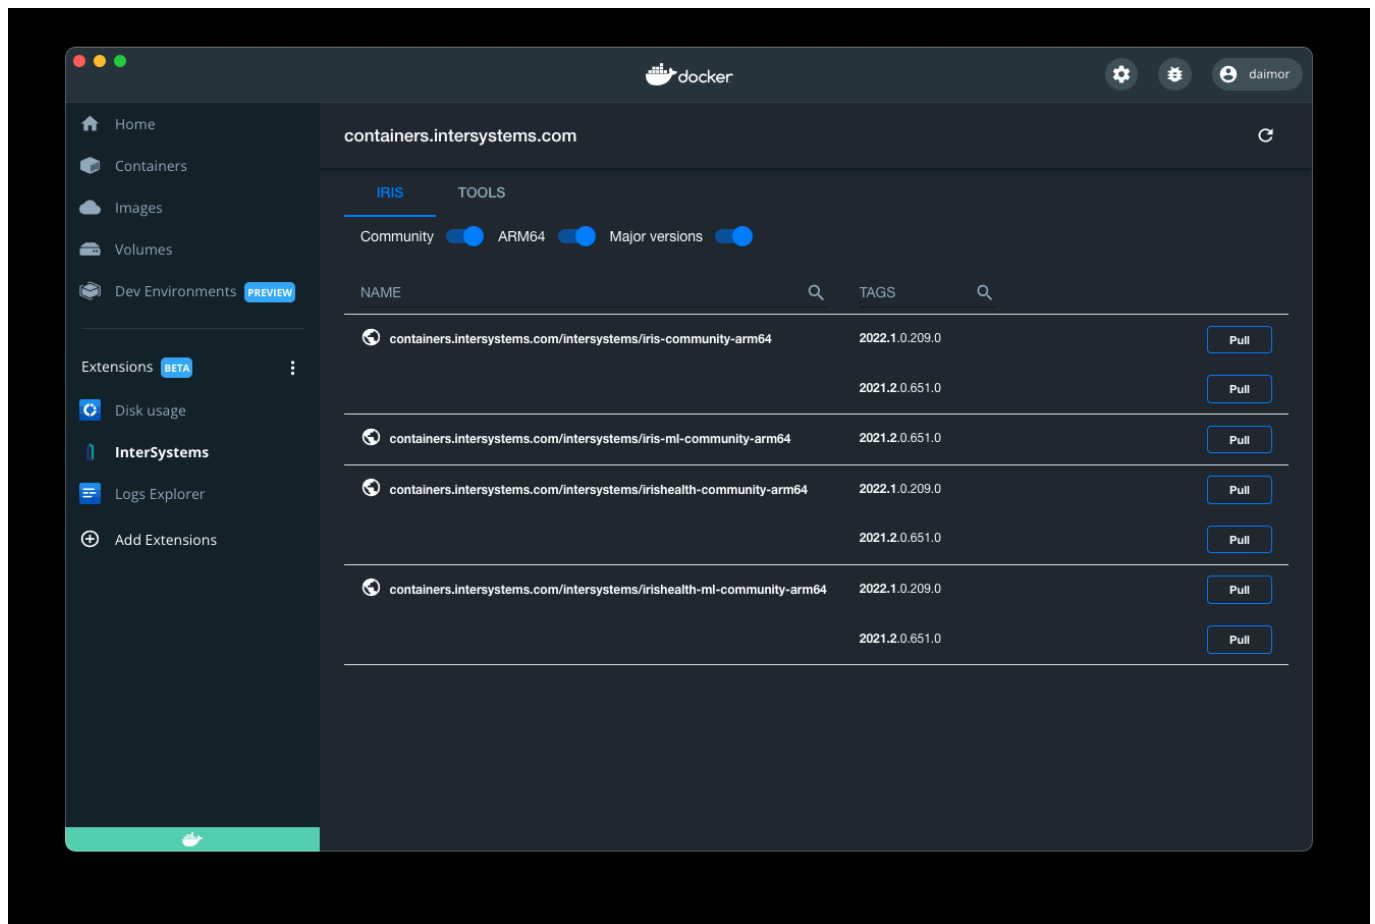 docker
daimor
Home
Containers
Images
Volumes
Dev Environments PREVIEW
Extensions BETA
Disk usage
InterSystems
Logs Explorer
Add Extensions
containers.intersystems.com
IRIS TOOLS
Community ARM64 Major versions
NAME TAGS
containers.intersystems.com/intersystems/iris-community-arm64 2022.1.0.209.0 Pull
2021.2.0.651.0 Pull
containers.intersystems.com/intersystems/iris-ml-community-arm64 2021.2.0.651.0 Pull
containers.intersystems.com/intersystems/irishealth-community-arm64 2022.1.0.209.0 Pull
2021.2.0.651.0 Pull
containers.intersystems.com/intersystems/irishealth-ml-community-arm64 2022.1.0.209.0 Pull
2021.2.0.651.0 Pull